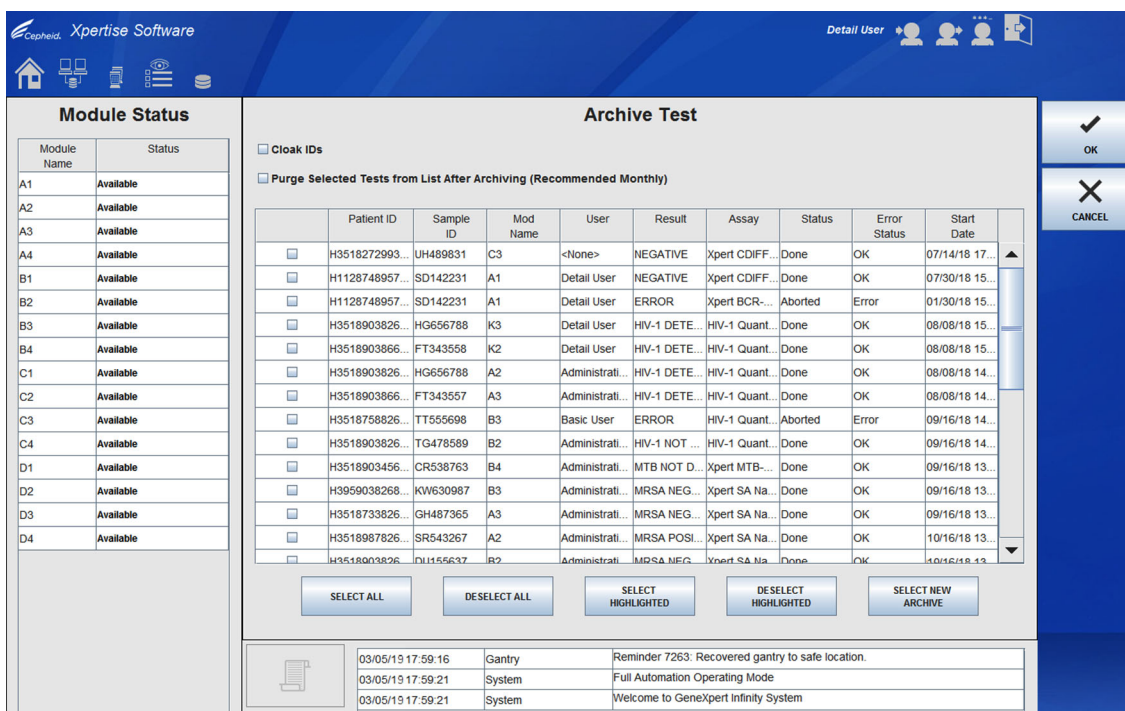 Cepheid. Xpertise Software
Detail User
Module Status
Module Name Status
A1 Available
A2 Available
A3 Available
A4 Available
B1 Available
B2 Available
B3 Available
B4 Available
C1 Available
C2 Available
C3 Available
C4 Available
D1 Available
D2 Available
D3 Available
D4 Available
Archive Test
Cloak IDs
Purge Selected Tests from List After Archiving (Recommended Monthly)
Patient ID Sample ID Mod Name User Result Assay Status Error Status Start Date
H3518272993... UH489831 C3 <None> NEGATIVE Xpert CDIFF... Done OK 07/14/18 17...
H1128748957... SD142231 A1 Detail User NEGATIVE Xpert CDIFF... Done OK 07/30/18 15...
H1128748957... SD142231 A1 Detail User ERROR Xpert BCR-... Aborted Error 01/30/18 15...
H3518903826... HG656788 K3 Detail User HIV-1 DETE... HIV-1 Quant... Done OK 08/08/18 15...
H3518903866... FT343558 K2 Detail User HIV-1 DETE... HIV-1 Quant... Done OK 08/08/18 15...
H3518903826... HG656788 A2 Administrati... HIV-1 DETE... HIV-1 Quant... Done OK 08/08/18 14...
H3518903866... FT343557 A3 Administrati... HIV-1 DETE... HIV-1 Quant... Done OK 08/08/18 14...
H3518758826... TT555698 B3 Basic User ERROR HIV-1 Quant... Aborted Error 09/16/18 14...
H3518903826... TG478589 B2 Administrati... HIV-1 NOT ... HIV-1 Quant... Done OK 09/16/18 14...
H3518903456... CR538763 B4 Administrati... MTB NOT D... Xpert MTB-... Done OK 09/16/18 13...
H3959038268... KW630987 B3 Administrati... MRSA NEG... Xpert SA Na... Done OK 09/16/18 13...
H3518733826... GH487365 A3 Administrati... MRSA NEG... Xpert SA Na... Done OK 09/16/18 13...
H3518987826... SR543267 A2 Administrati... MRSA POSI... Xpert SA Na... Done OK 10/16/18 13...
H3518903826... DU155637 B2 Administrati... MRSA NEG... Xpert SA Na... Done OK 10/16/18 13...
SELECT ALL
DESELECT ALL
SELECT HIGHLIGHTED
DESELECT HIGHLIGHTED
SELECT NEW ARCHIVE
03/05/19 17:59:16 Gantry Reminder 7263: Recovered gantry to safe location.
03/05/19 17:59:21 System Full Automation Operating Mode
03/05/19 17:59:21 System Welcome to GeneXpert Infinity System
OK
CANCEL